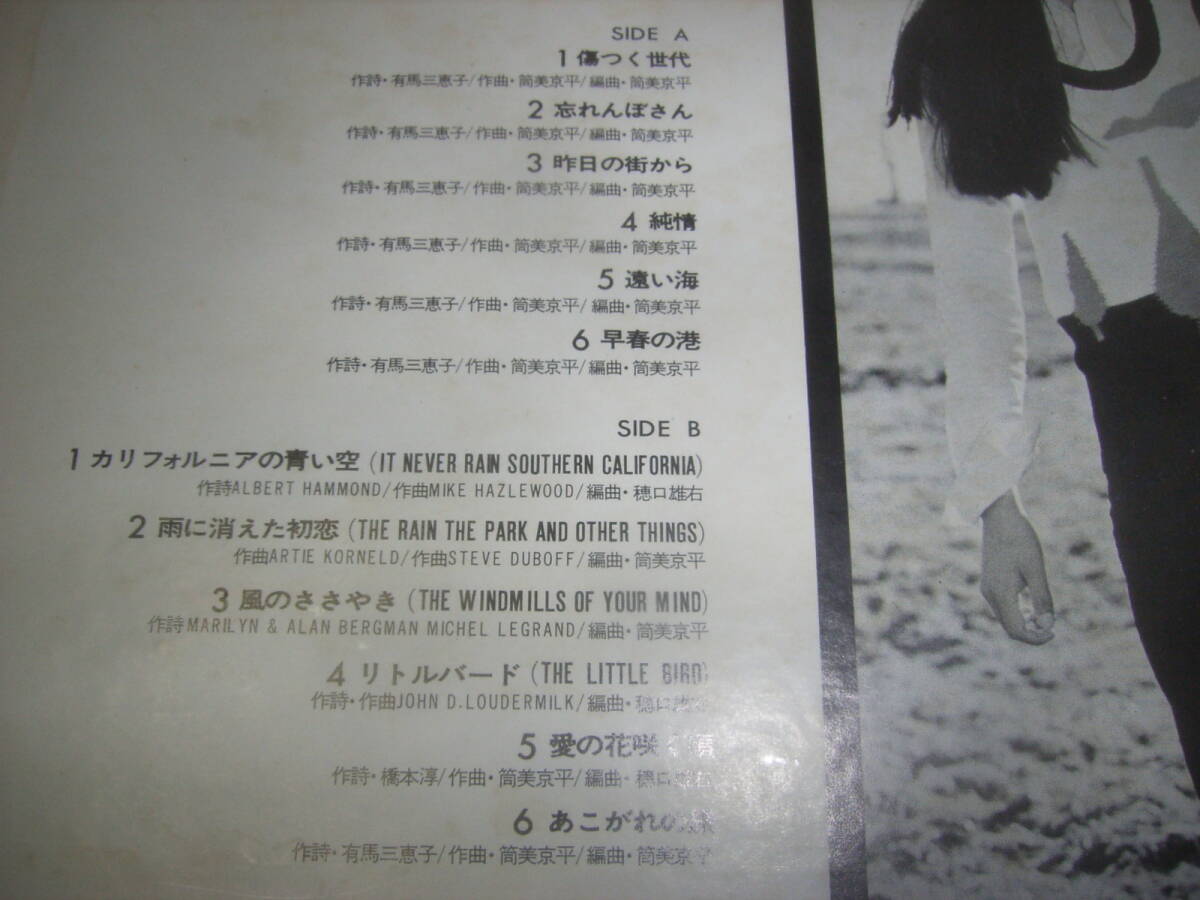 SIDE A
1 傷つく世代
作詩・有馬三恵子/作曲・筒美京平/編曲・筒美京平
2 忘れんぼさん
作詩・有馬三恵子/作曲・筒美京平/編曲・筒美京平
3 昨日の街から
作詩・有馬三恵子/作曲・筒美京平/編曲・筒美京平
4 純情
作詩・有馬三恵子/作曲・筒美京平/編曲・筒美京平
5 遠い海
作詩・有馬三恵子/作曲・筒美京平/編曲・筒美京平
6 早春の港
作詩・有馬三恵子/作曲・筒美京平/編曲・筒美京平
SIDE B
1 カリフォルニアの青い空 (IT NEVER RAIN SOUTHERN CALIFORNIA)
作詩ALBERT HAMMOND/作曲MIKE HAZLEWOOD/編曲・穂口雄右
2 雨に消えた初恋 (THE RAIN THE PARK AND OTHER THINGS)
作曲ARTIE KORNELD/作曲STEVE DUBOFF/編曲・筒美京平
3 風のささやき (THE WINDMILLS OF YOUR MIND)
作詩MARILYN & ALAN BERGMAN MICHEL LEGRAND/編曲・筒美京平
4 リトルバード (THE LITTLE BIRD)
作詩・作曲JOHN D.LOUDERMILK/編曲・穂口雄右
5 愛の花咲
作詩・橋本淳/作曲・筒美京平/編曲・穂口雄右
6 あこがれの
作詩・有馬三恵子/作曲・筒美京平/編曲・筒美京平